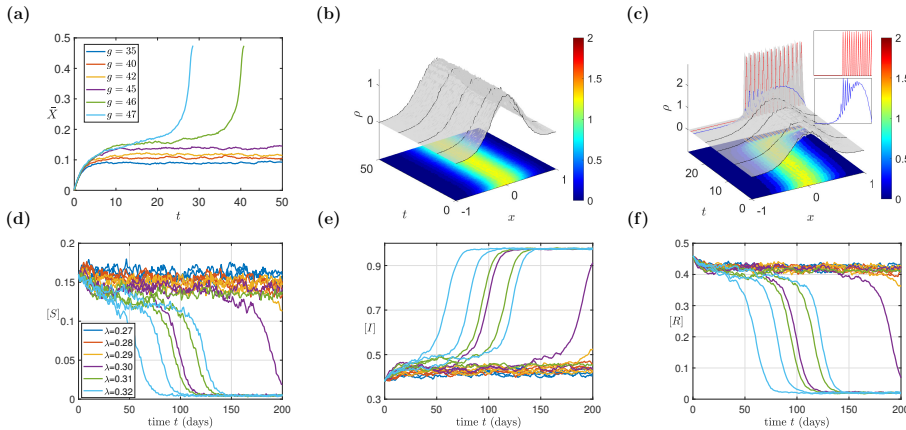 (a)
0.5
0.4
0.3
0.2
0.1
0
X̄
g = 35
g = 40
g = 42
g = 45
g = 46
g = 47
0 10 20 30 40 50
t
(b)
ρ
1
0
50
t
0
-1
0
1
x
2
1.5
1
0.5
0
(c)
ρ
2
1
0
20
10
t
0
-1
0
1
x
2
1.5
1
0.5
0
(d)
0.2
0.15
[S]
0.1
0.05
0
λ=0.27
λ=0.28
λ=0.29
λ=0.30
λ=0.31
λ=0.32
0 50 100 150 200
time t (days)
(e)
0.9
0.7
[I]
0.5
0.3
0 50 100 150 200
time t (days)
(f)
0.5
0.4
0.3
[R]
0.2
0.1
0
0 50 100 150 200
time t (days)